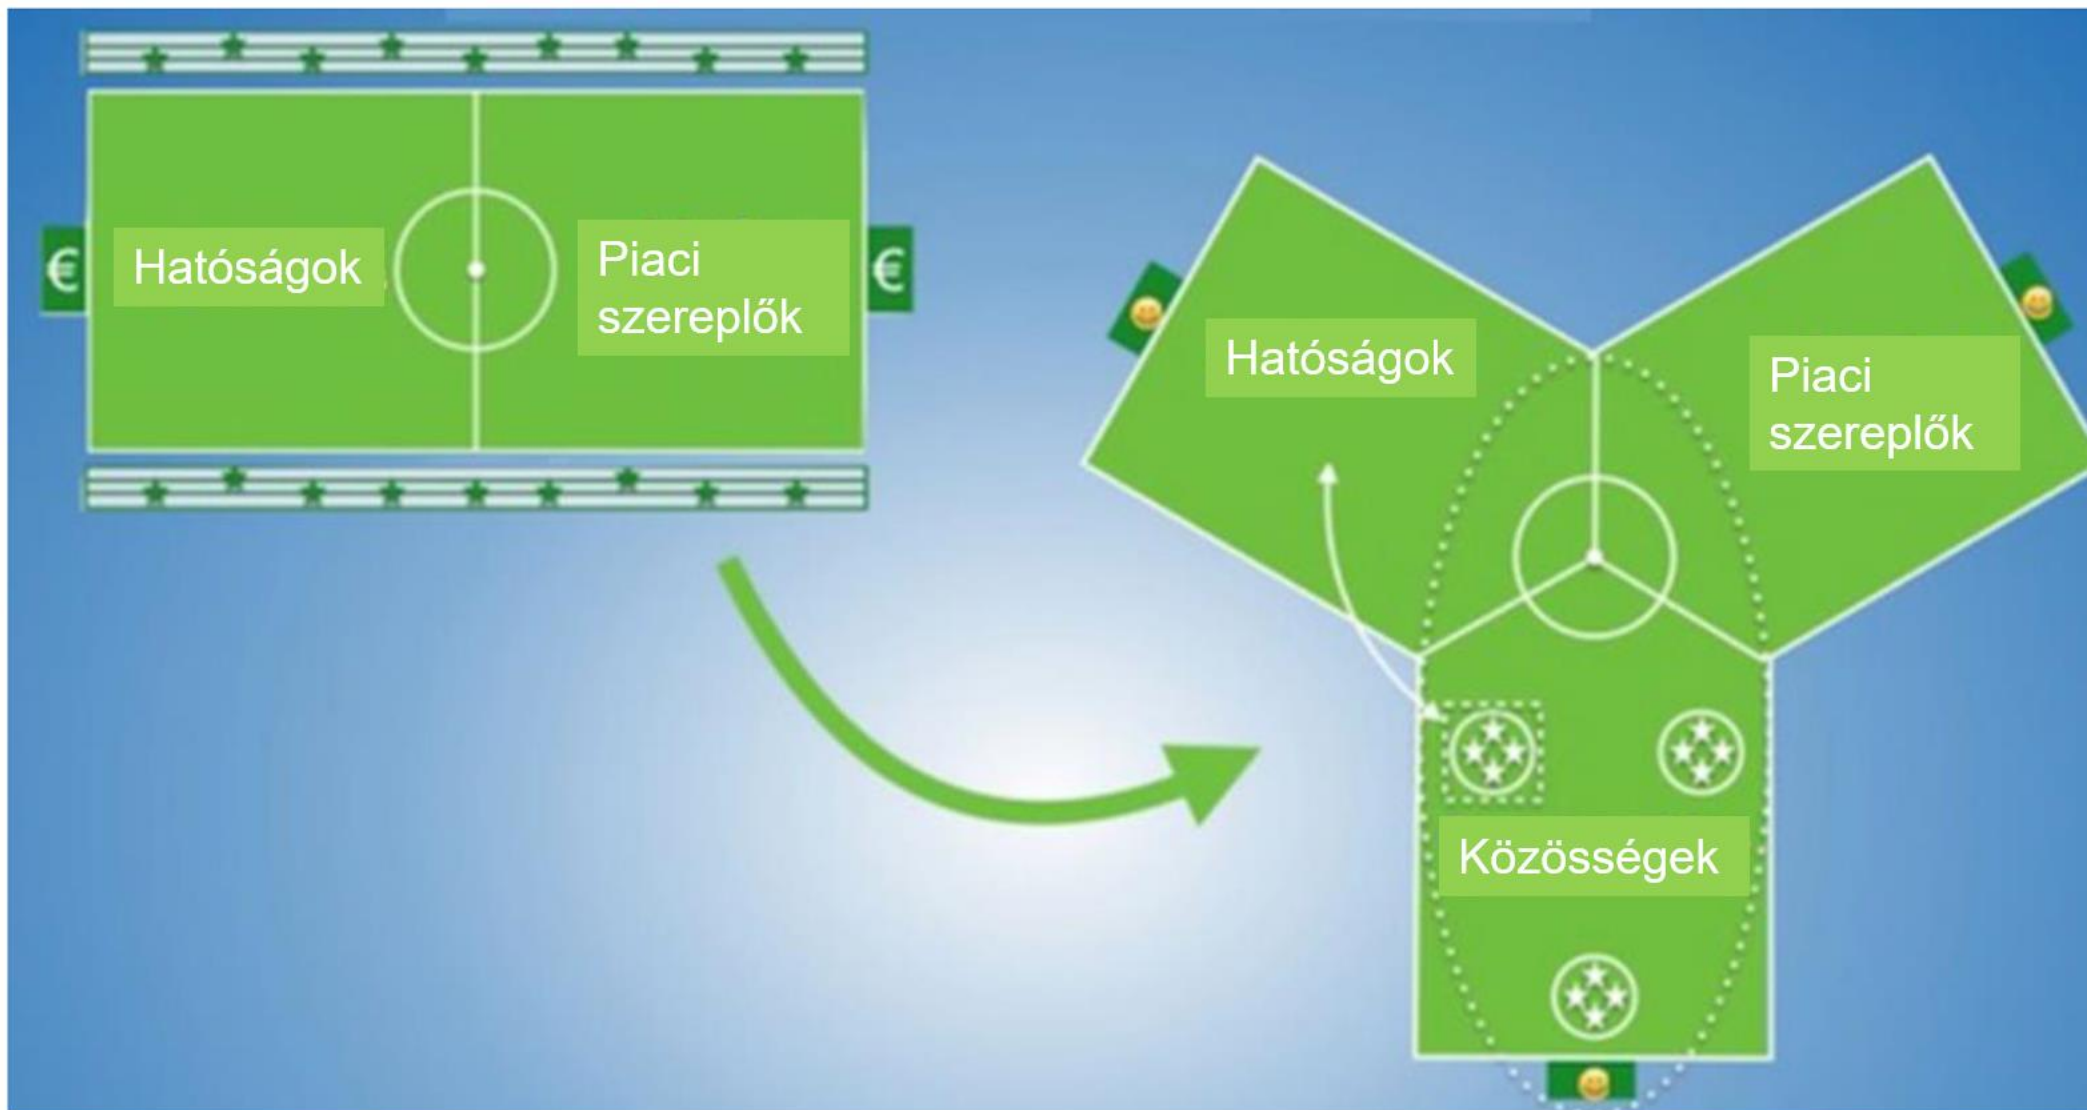 €
Hatóságok
Piaci
szereplők
€
Hatóságok
Piaci
szereplők
Közösségek